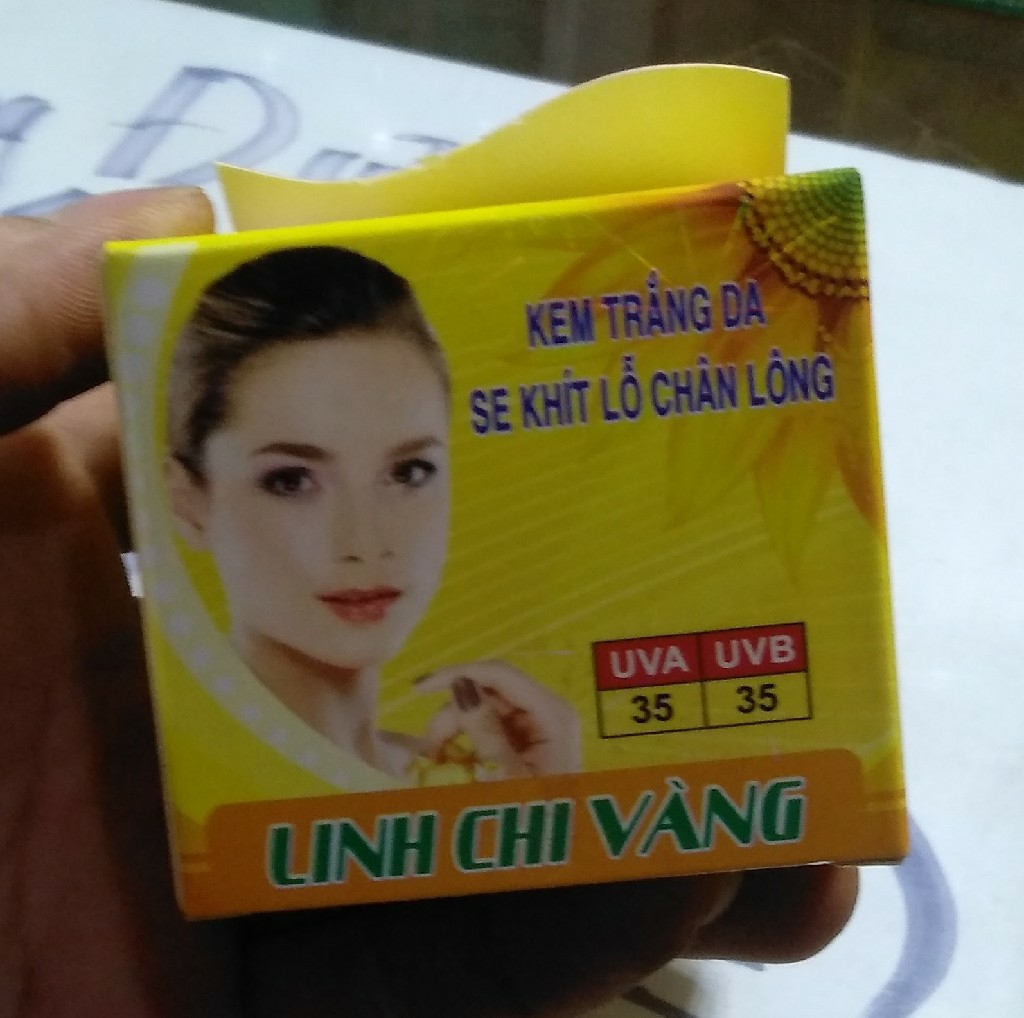 KEM TRẮNG DA
SE KHÍT LỖ CHÂN LÔNG
UVA UVB
35 35
LINH CHI VÀNG